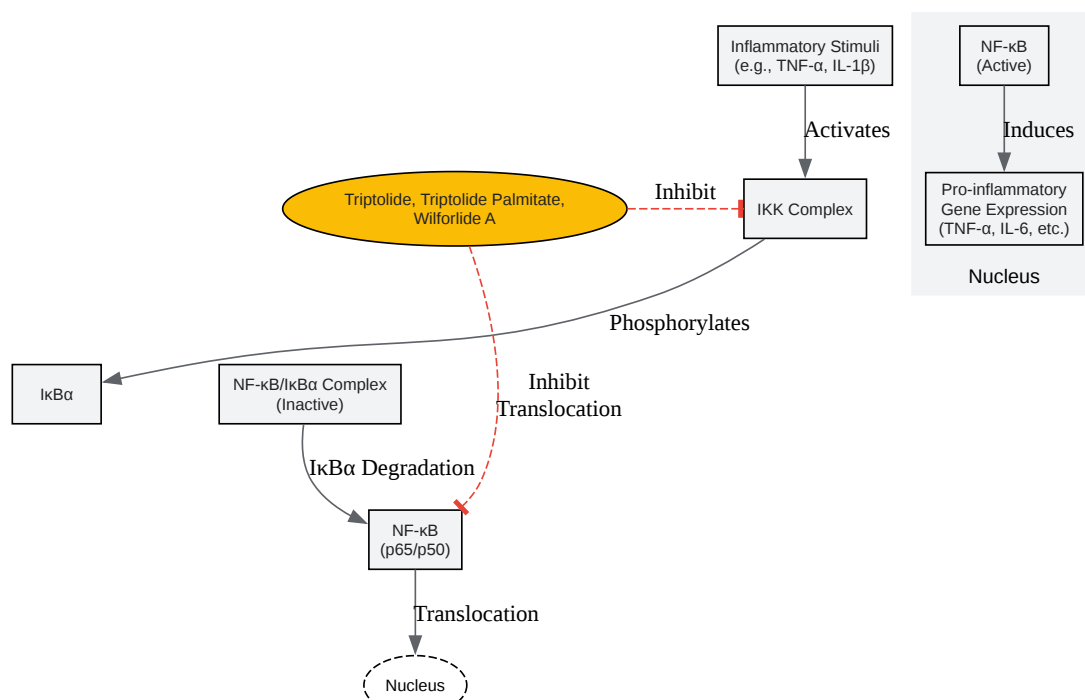 Inflammatory Stimuli
(e.g., TNF-α, IL-1β)
NF-κB
(Active)
Activates
Induces
Triptolide, Triptolide Palmitate,
Wilforlide A
Inhibit
IKK Complex
Pro-inflammatory
Gene Expression
(TNF-α, IL-6, etc.)
Nucleus
Phosphorylates
IκBα
NF-κB/IκBα Complex
(Inactive)
Inhibit
Translocation
IκBα Degradation
NF-κB
(p65/p50)
Translocation
Nucleus